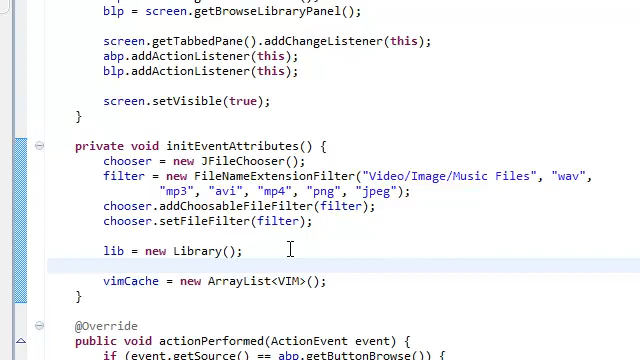 blp = screen.getBrowseLibraryPanel();
screen.getTabbedPane().addChangeListener(this);
abp.addActionListener(this);
blp.addActionListener(this);
screen.setVisible(true);
}
private void initEventAttributes() {
chooser = new JFileChooser();
filter = new FileNameExtensionFilter("Video/Image/Music Files", "wav",
"mp3", "avi", "mp4", "png", "jpeg");
chooser.addChoosableFileFilter(filter);
chooser.setFileFilter(filter);
lib = new Library();
vimCache = new ArrayList<VIM>();
}
@Override
public void actionPerformed(ActionEvent event) {
if (event.getSource() == abp.getButtonBrowse()) {